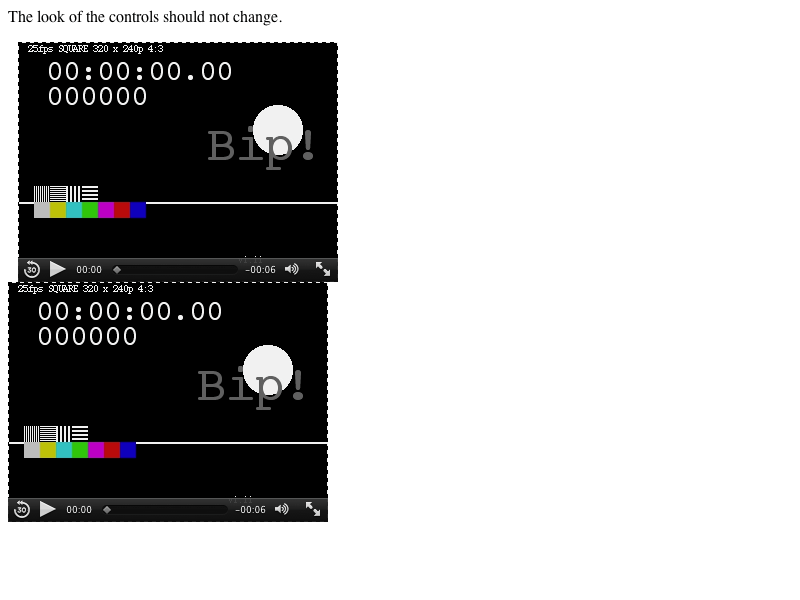 The look of the controls should not change.
25fps SQUARE 320 x 240p 4:3
00:00:00.00
000000
Bip!
30 00:00 −00:06
25fps SQUARE 320 x 240p 4:3
00:00:00.00
000000
Bip!
30 00:00 −00:06